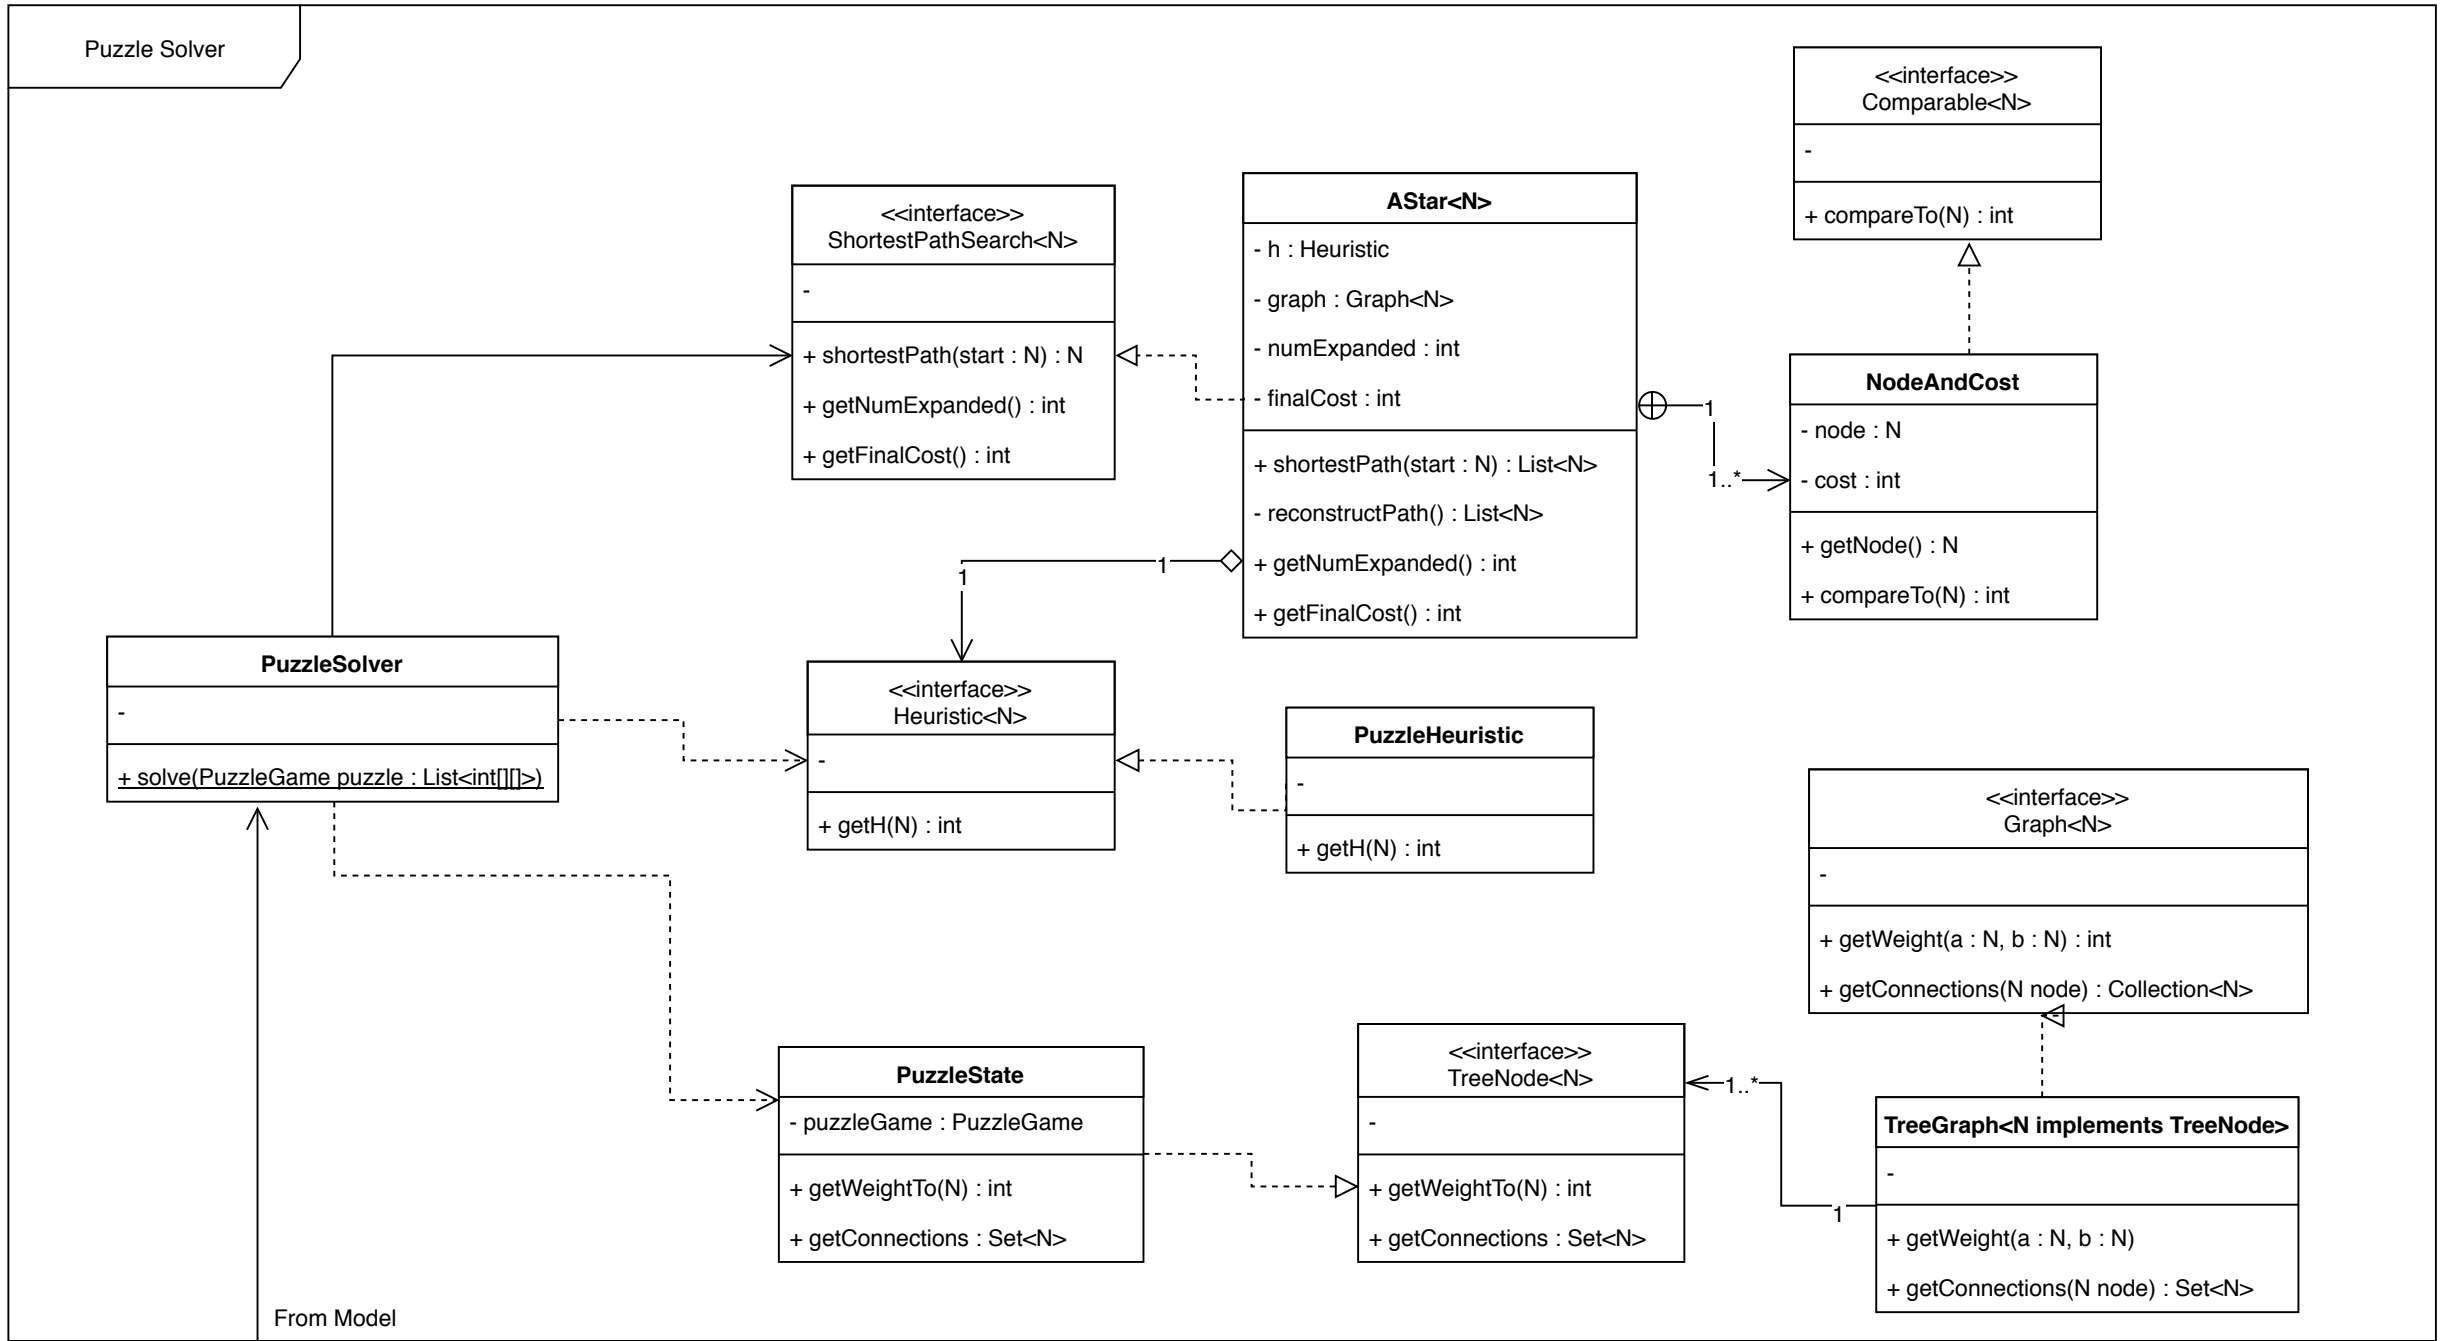 Puzzle Solver
<<interface>>
Comparable<N>
-
+ compareTo(N) : int
<<interface>>
ShortestPathSearch<N>
-
+ shortestPath(start : N) : N
+ getNumExpanded() : int
+ getFinalCost() : int
AStar<N>
- h : Heuristic
- graph : Graph<N>
- numExpanded : int
- finalCost : int
+ shortestPath(start : N) : List<N>
- reconstructPath() : List<N>
+ getNumExpanded() : int
+ getFinalCost() : int
1
1..*
NodeAndCost
- node : N
- cost : int
+ getNode() : N
+ compareTo(N) : int
1
1
PuzzleSolver
-
+ solve(PuzzleGame puzzle : List<int[][]>)
<<interface>>
Heuristic<N>
-
+ getH(N) : int
PuzzleHeuristic
-
+ getH(N) : int
<<interface>>
Graph<N>
-
+ getWeight(a : N, b : N) : int
+ getConnections(N node) : Collection<N>
PuzzleState
- puzzleGame : PuzzleGame
+ getWeightTo(N) : int
+ getConnections : Set<N>
<<interface>>
TreeNode<N>
-
+ getWeightTo(N) : int
+ getConnections : Set<N>
1..*
1
TreeGraph<N implements TreeNode>
-
+ getWeight(a : N, b : N)
+ getConnections(N node) : Set<N>
From Model